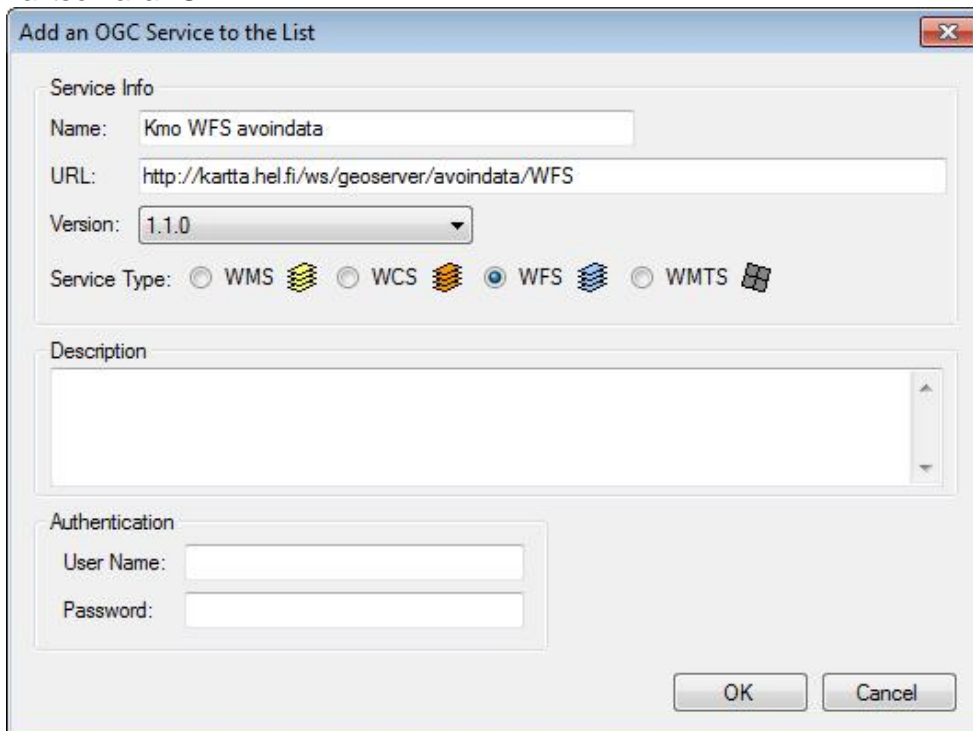 Add an OGC Service to the List
Service Info
Name: Kmo WFS avoindata
URL: http://kartta.hel.fi/ws/geoserver/avoindata/WFS
Version: 1.1.0
Service Type: WMS WCS WFS WMTS
Description
Authentication
User Name:
Password:
OK Cancel